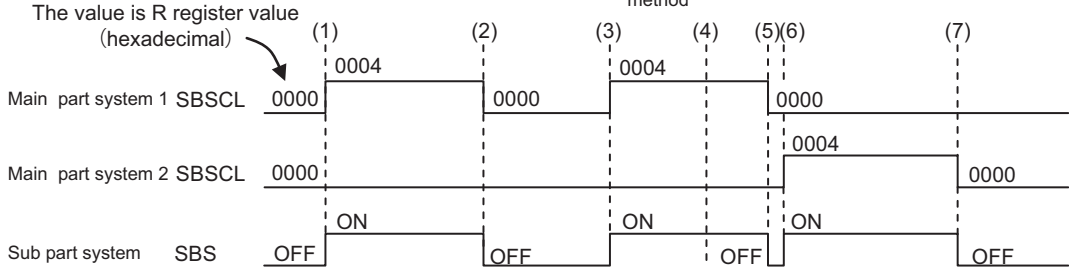 method
The value is R register value
(hexadecimal)
(1) (2) (3) (4) (5)(6) (7)
0004 0004
Main part system 1 SBSCL 0000 0000 0000
0004
Main part system 2 SBSCL 0000 0000
ON ON ON
Sub part system SBS OFF OFF OFF OFF